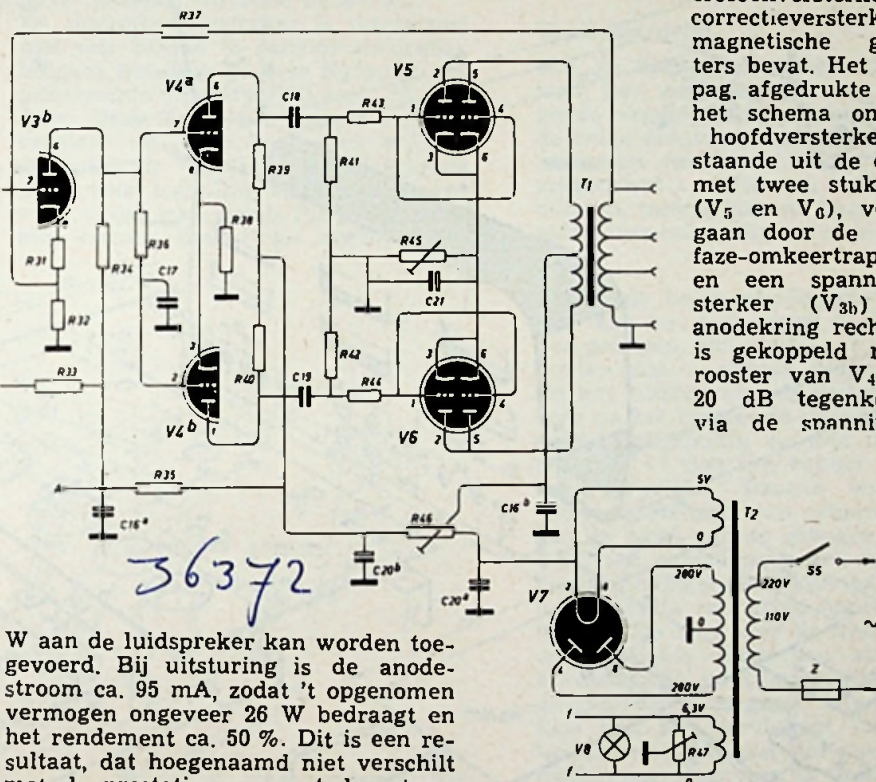 R37
V4a
V5
V3b
C18
R43
R39
R41
R31
R34
R36
R38
R45
T1
R32
C17
C21
R33
R40
C19
R42
R44
V4b
V6
A
R35
C16a
R46
C16b
C20b
C20a
36372
5V
0
T2
280V
0
280V
220V
110V
SS
Z
V7
6,3V
f
V8
R47
f
0
correctieversterk
magnetische g
ters bevat. Het
pag. afgedrukte
het schema on
hoofdversterke
staande uit de
met twee stuk
(V5 en V6), v
gaan door de
faze-omkeertrap
en een spann
sterker (V3b)
anodekring rech
is gekoppeld
rooster van V4
20 dB tegenk
via de spanni
W aan de luidspreker kan worden toe-
gevoerd. Bij uitsturing is de anode-
stroom ca. 95 mA, zodat 't opgenomen
vermogen ongeveer 26 W bedraagt en
het rendement ca. 50 %. Dit is een re-
sultaat, dat hoegenaamd niet verschilt